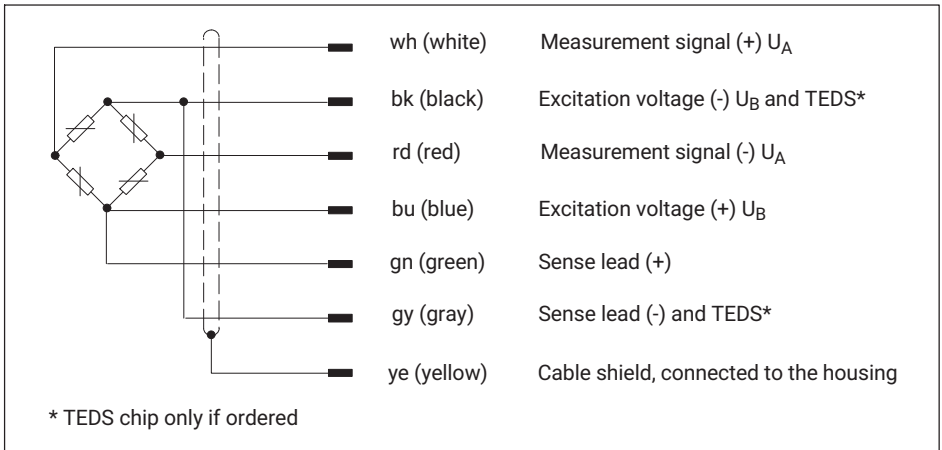 wh (white) Measurement signal (+) UA
bk (black) Excitation voltage (-) UB and TEDS*
rd (red) Measurement signal (-) UA
bu (blue) Excitation voltage (+) UB
gn (green) Sense lead (+)
gy (gray) Sense lead (-) and TEDS*
ye (yellow) Cable shield, connected to the housing
* TEDS chip only if ordered